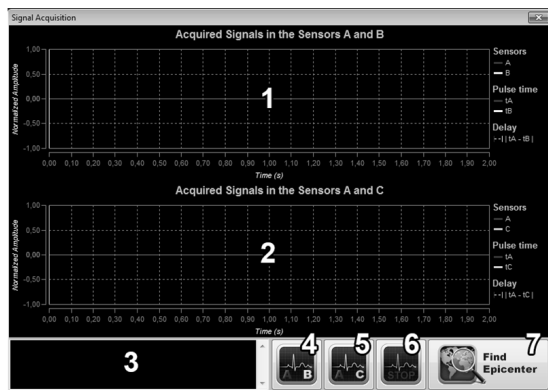 Signal Acquisition
Acquired Signals in the Sensors A and B
1,00
0,50
0,00
-0,50
-1,00
Normalized Amplitude
0,00 0,10 0,20 0,30 0,40 0,50 0,60 0,70 0,80 0,90 1,00 1,10 1,20 1,30 1,40 1,50 1,60 1,70 1,80 1,90 2,00
Time (s)
1
Sensors
A
B
Pulse time
tA
tB
Delay
| tA - tB |
Acquired Signals in the Sensors A and C
1,00
0,50
0,00
-0,50
-1,00
Normalized Amplitude
0,00 0,10 0,20 0,30 0,40 0,50 0,60 0,70 0,80 0,90 1,00 1,10 1,20 1,30 1,40 1,50 1,60 1,70 1,80 1,90 2,00
Time (s)
2
Sensors
A
C
Pulse time
tA
tC
Delay
| tA - tC |
3
4
A B
5
A C
6
STOP
7
Find
Epicenter